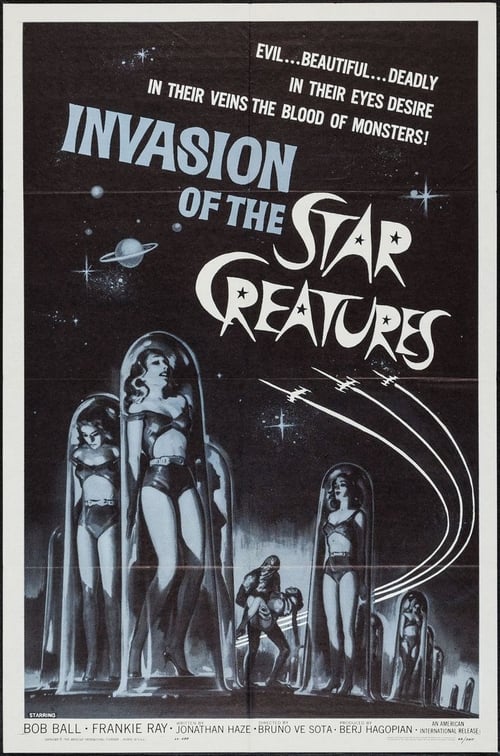 EVIL...BEAUTIFUL...DEADLY
IN THEIR EYES DESIRE
IN THEIR VEINS THE BLOOD OF MONSTERS!
INVASION
OF THE
STAR
CREATURES
STARRING
BOB BALL · FRANKIE RAY · WRITTEN BY JONATHAN HAZE · DIRECTED BY BRUNO VE SOTA · PRODUCED BY BERJ HAGOPIAN · AN AMERICAN INTERNATIONAL RELEASE